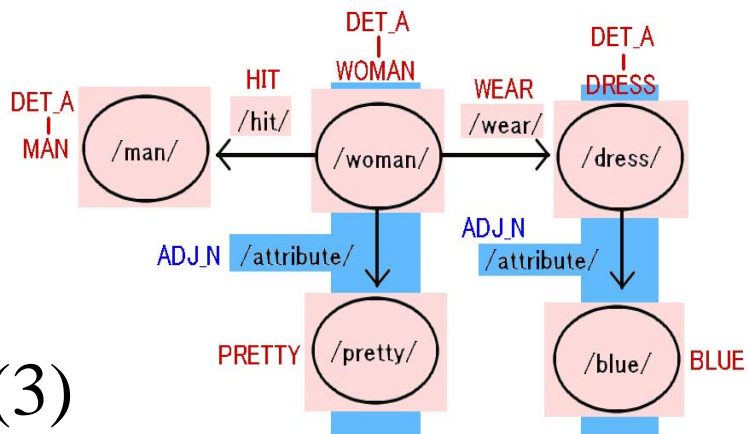 DET_A
WOMAN
DET_A
DRESS
HIT
WEAR
DET_A
MAN
/hit/
/wear/
/man/
/woman/
/dress/
ADJ_N
/attribute/
ADJ_N
/attribute/
PRETTY
/pretty/
/blue/
BLUE
(3)